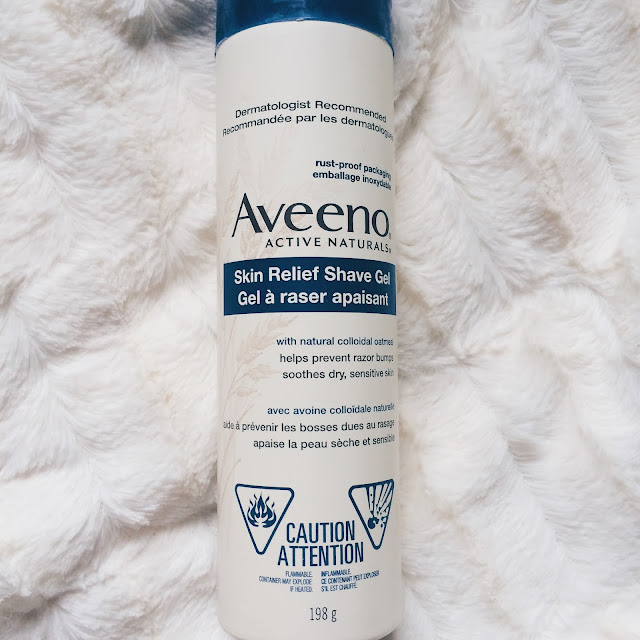 Dermatologist Recommended
Recommandée par les dermatologues
rust-proof packaging
emballage inoxydable
Aveeno®
ACTIVE NATURALS®
Skin Relief Shave Gel
Gel à raser apaisant
with natural colloidal oatmeal
helps prevent razor bumps
soothes dry, sensitive skin
avec avoine colloïdale naturelle
aide à prévenir les bosses dues au rasage
apaise la peau sèche et sensible
CAUTION
ATTENTION
FLAMMABLE.
CONTAINER MAY EXPLODE
IF HEATED.
INFLAMMABLE.
CE CONTENANT PEUT EXPLOSER
S'IL EST CHAUFFÉ.
198 g